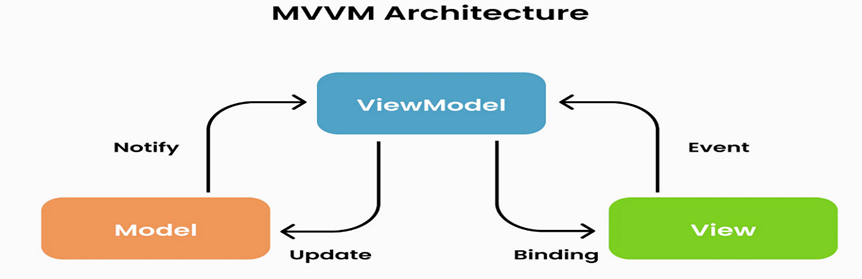 MVVM Architecture
ViewModel
Notify
Event
Model
View
Update
Binding